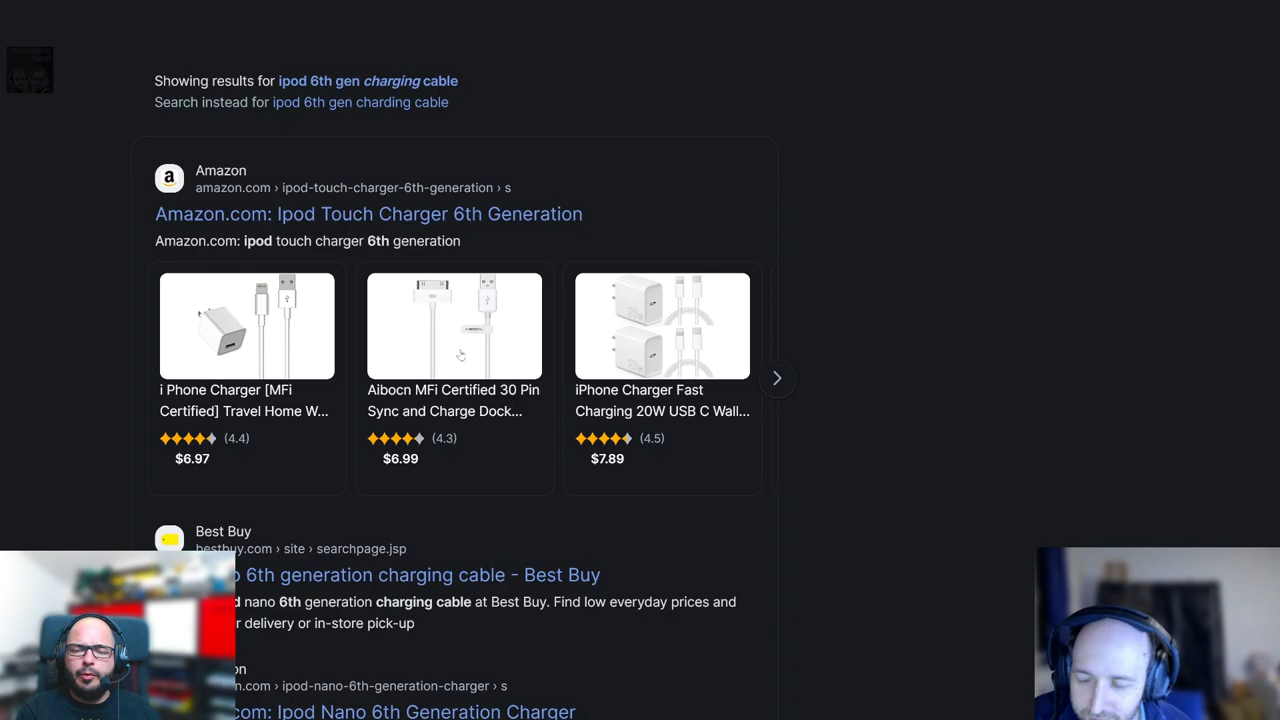 Showing results for ipod 6th gen charging cable
Search instead for ipod 6th gen charding cable
Amazon
amazon.com › ipod-touch-charger-6th-generation › s
Amazon.com: Ipod Touch Charger 6th Generation
Amazon.com: ipod touch charger 6th generation
i Phone Charger [MFi
Certified] Travel Home W...
(4.4)
$6.97
Aibocn MFi Certified 30 Pin
Sync and Charge Dock...
(4.3)
$6.99
iPhone Charger Fast
Charging 20W USB C Wall...
(4.5)
$7.89
Best Buy
bestbuy.com › site › searchpage.jsp
6th generation charging cable - Best Buy
nano 6th generation charging cable at Best Buy. Find low everyday prices and
delivery or in-store pick-up
› ipod-nano-6th-generation-charger › s
Ipod Nano 6th Generation Charger